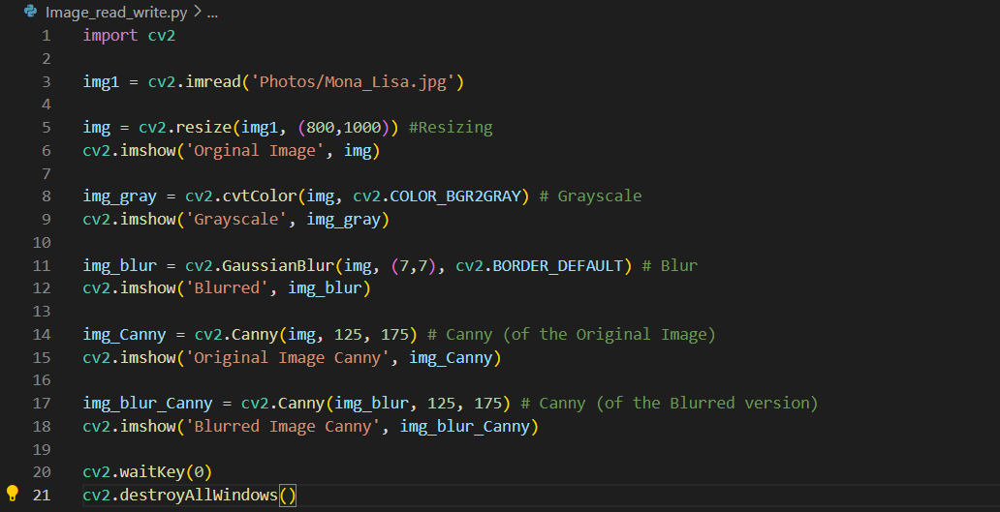 Image_read_write.py > ...
1 import cv2
2
3 img1 = cv2.imread('Photos/Mona_Lisa.jpg')
4
5 img = cv2.resize(img1, (800,1000)) #Resizing
6 cv2.imshow('Orginal Image', img)
7
8 img_gray = cv2.cvtColor(img, cv2.COLOR_BGR2GRAY) # Grayscale
9 cv2.imshow('Grayscale', img_gray)
10
11 img_blur = cv2.GaussianBlur(img, (7,7), cv2.BORDER_DEFAULT) # Blur
12 cv2.imshow('Blurred', img_blur)
13
14 img_Canny = cv2.Canny(img, 125, 175) # Canny (of the Original Image)
15 cv2.imshow('Original Image Canny', img_Canny)
16
17 img_blur_Canny = cv2.Canny(img_blur, 125, 175) # Canny (of the Blurred version)
18 cv2.imshow('Blurred Image Canny', img_blur_Canny)
19
20 cv2.waitKey(0)
21 cv2.destroyAllWindows()